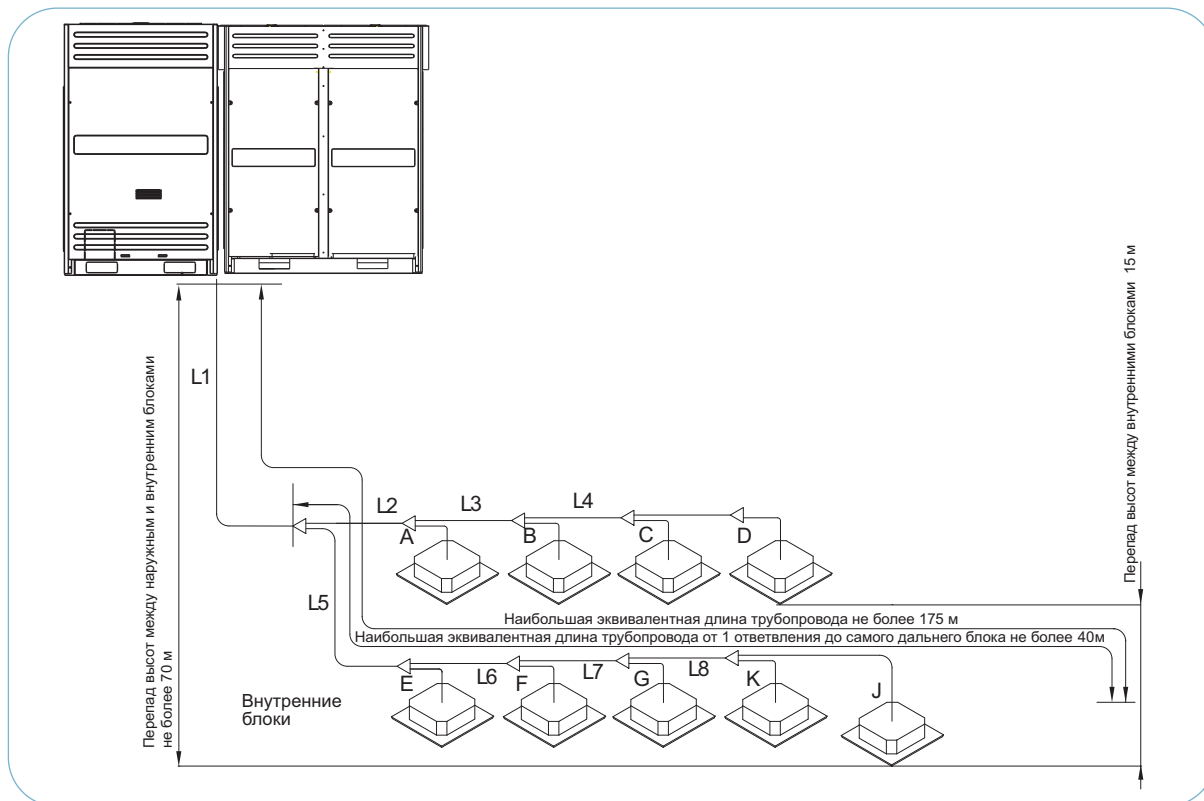 L1
Перепад высот между наружным и внутренним блоками
не более 70 м
Перепад высот между внутренними блоками 15 м
L2
L3
L4
A
B
C
D
L5
Наибольшая эквивалентная длина трубопровода не более 175 м
Наибольшая эквивалентная длина трубопровода от 1 ответвления до самого дальнего блока не более 40м
E
L6
F
L7
G
L8
K
J
Внутренние
блоки